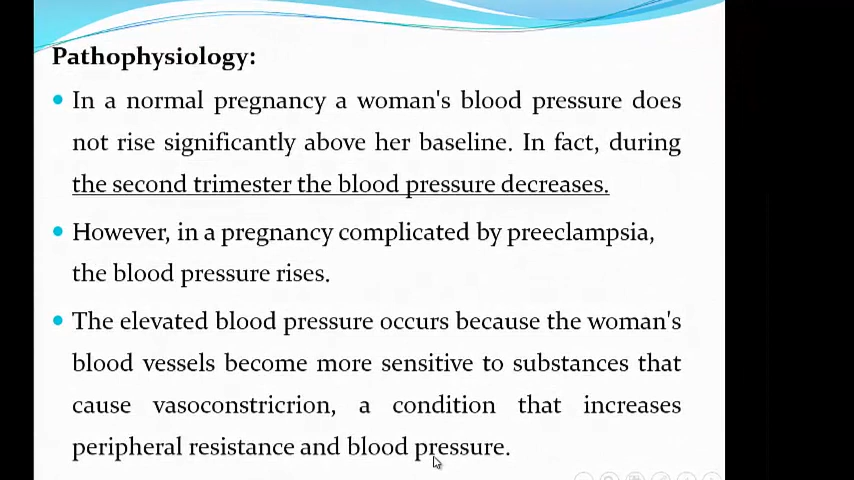 Pathophysiology:
• In a normal pregnancy a woman's blood pressure does
not rise significantly above her baseline. In fact, during
the second trimester the blood pressure decreases.
• However, in a pregnancy complicated by preeclampsia,
the blood pressure rises.
• The elevated blood pressure occurs because the woman's
blood vessels become more sensitive to substances that
cause vasoconstricrion, a condition that increases
peripheral resistance and blood pressure.